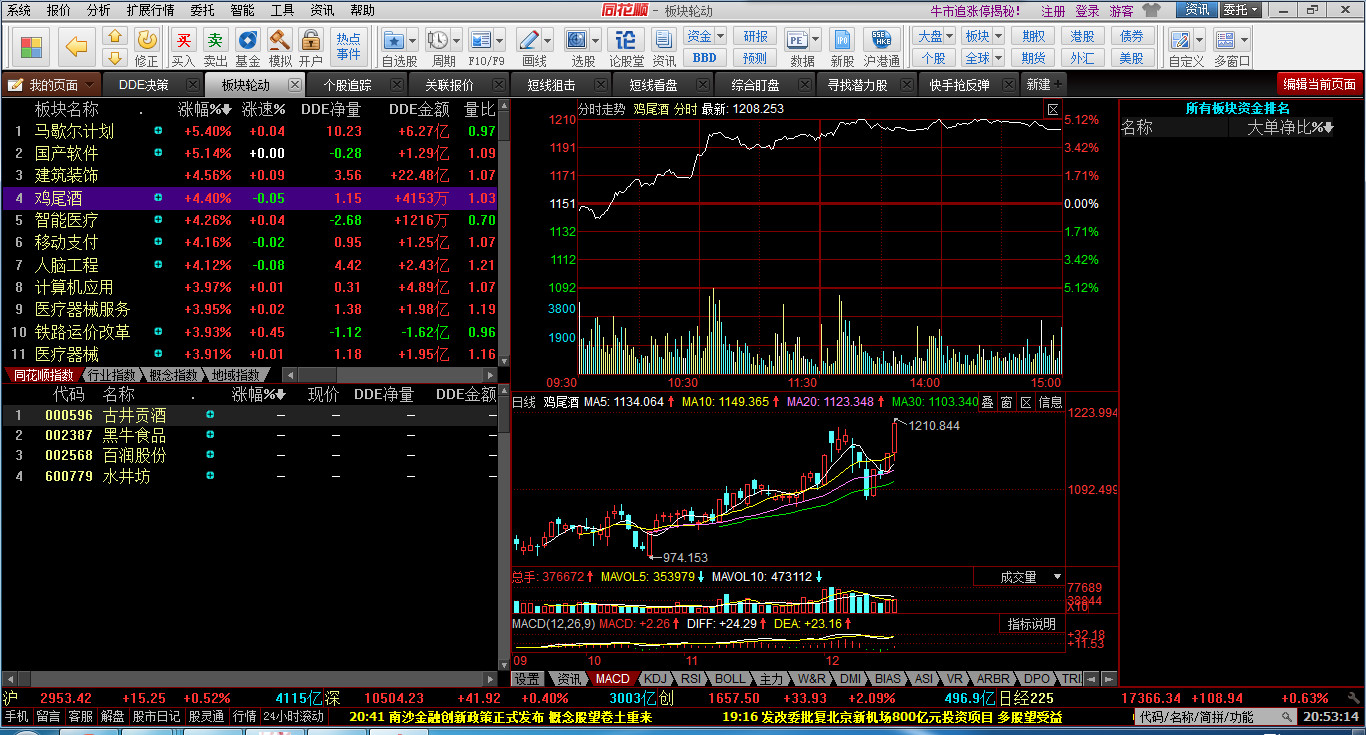 系统 报价 分析 扩展行情 委托 智能 工具 资讯 帮助 同花顺 - 板块轮动 牛市追涨停揭秘! 注册 登录 游客 资讯 委托
修正 买 买入 卖 卖出 基金 模拟 开户 热点事件 自选股 周期 F10/F9 画线 选股 论 论股堂 资讯 资金 BBD 研报 预测 PE 数据 IPO 新股 SSE HKE 沪港通 大盘 个股 板块 全球 期权 期货 港股 外汇 债券 美股 自定义 多窗口
我的页面 DDE决策 板块轮动 个股追踪 关联报价 短线狙击 短线看盘 综合盯盘 寻找潜力股 快手抢反弹 新建+ 编辑当前页面
板块名称 . 涨幅% 涨速% DDE净量 DDE金额 量比
1 马歇尔计划 +5.40% +0.04 10.23 +6.27亿 0.97
2 国产软件 +5.14% +0.00 -0.28 +1.29亿 1.09
3 建筑装饰 +4.56% +0.09 3.56 +22.48亿 1.07
4 鸡尾酒 +4.40% -0.05 1.15 +4153万 1.03
5 智能医疗 +4.26% +0.04 -2.68 +1216万 0.70
6 移动支付 +4.16% -0.02 0.95 +1.25亿 1.07
7 人脑工程 +4.12% -0.08 4.42 +2.43亿 1.21
8 计算机应用 +3.97% +0.01 0.31 +4.89亿 1.07
9 医疗器械服务 +3.95% +0.02 1.38 +1.98亿 1.19
10 铁路运价改革 +3.93% +0.45 -1.12 -1.62亿 0.96
11 医疗器械 +3.91% +0.01 1.18 +1.95亿 1.16
同花顺指数 行业指数 概念指数 地域指数
代码 名称 . 涨幅% 现价 DDE净量 DDE金额
1 000596 古井贡酒 — — — —
2 002387 黑牛食品 — — — —
3 002568 百润股份 — — — —
4 600779 水井坊 — — — —
分时走势 鸡尾酒 分时 最新: 1208.253
1210 5.12%
1191 3.42%
1171 1.71%
1151 0.00%
1132 1.71%
1112 3.42%
1092 5.12%
3800
1900
09:30 10:30 11:30 14:00 15:00
日线 鸡尾酒 MA5: 1134.064 MA10: 1149.365 MA20: 1123.348 MA30: 1103.340 叠 窗 区 信息
1223.994
1210.844
1092.499
974.153
总手: 376672 MAVOL5: 353979 MAVOL10: 473112 成交量
77689
38844
X10
MACD(12,26,9) MACD: +2.26 DIFF: +24.29 DEA: +23.16 指标说明
+32.18
+11.53
09 10 11 12
设置 资讯 MACD KDJ RSI BOLL 主力 W&R DMI BIAS ASI VR ARBR DPO TRI
所有板块资金排名
名称 大单净比%
沪 2953.42 +15.25 +0.52% 4115亿 深 10504.23 +41.92 +0.40% 3003亿 创 1657.50 +33.93 +2.09% 496.9亿 日经225 17366.34 +108.94 +0.63%
手机 留言 客服 解盘 股市日记 股灵通 行情 24小时滚动 20:41 南沙金融创新政策正式发布 概念股望卷土重来 19:16 发改委批复北京新机场800亿元投资项目 多股望受益 代码/名称/简拼/功能 20:53:14